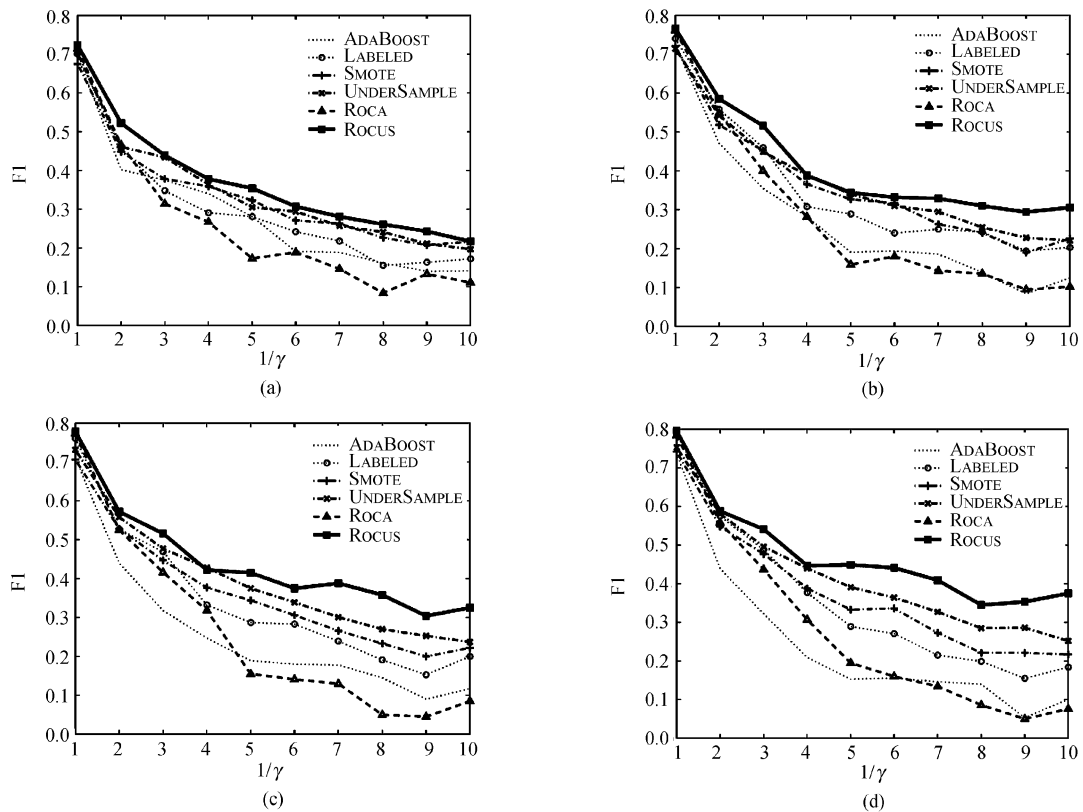 0.8
0.7
0.6
0.5
0.4
0.3
0.2
0.1
0.0
F1
ADABOOST
LABELED
SMOTE
UNDERSAMPLE
ROCA
ROCUS
1 2 3 4 5 6 7 8 9 10
1/γ
(a)
0.8
0.7
0.6
0.5
0.4
0.3
0.2
0.1
0.0
F1
ADABOOST
LABELED
SMOTE
UNDERSAMPLE
ROCA
ROCUS
1 2 3 4 5 6 7 8 9 10
1/γ
(b)
0.8
0.7
0.6
0.5
0.4
0.3
0.2
0.1
0.0
F1
ADABOOST
LABELED
SMOTE
UNDERSAMPLE
ROCA
ROCUS
1 2 3 4 5 6 7 8 9 10
1/γ
(c)
0.8
0.7
0.6
0.5
0.4
0.3
0.2
0.1
0.0
F1
ADABOOST
LABELED
SMOTE
UNDERSAMPLE
ROCA
ROCUS
1 2 3 4 5 6 7 8 9 10
1/γ
(d)